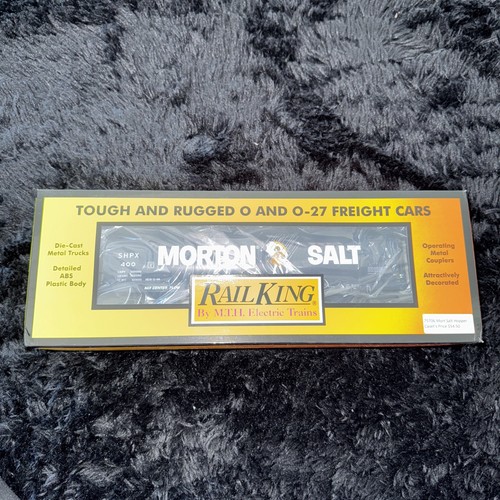 TOUGH AND RUGGED O AND O-27 FREIGHT CARS
Die-Cast
Metal Trucks
Detailed
ABS
Plastic Body
SHPX
400
MORTON SALT
Operating
Metal
Couplers
Attractively
Decorated
RAILKING®
By M.T.H. Electric Trains